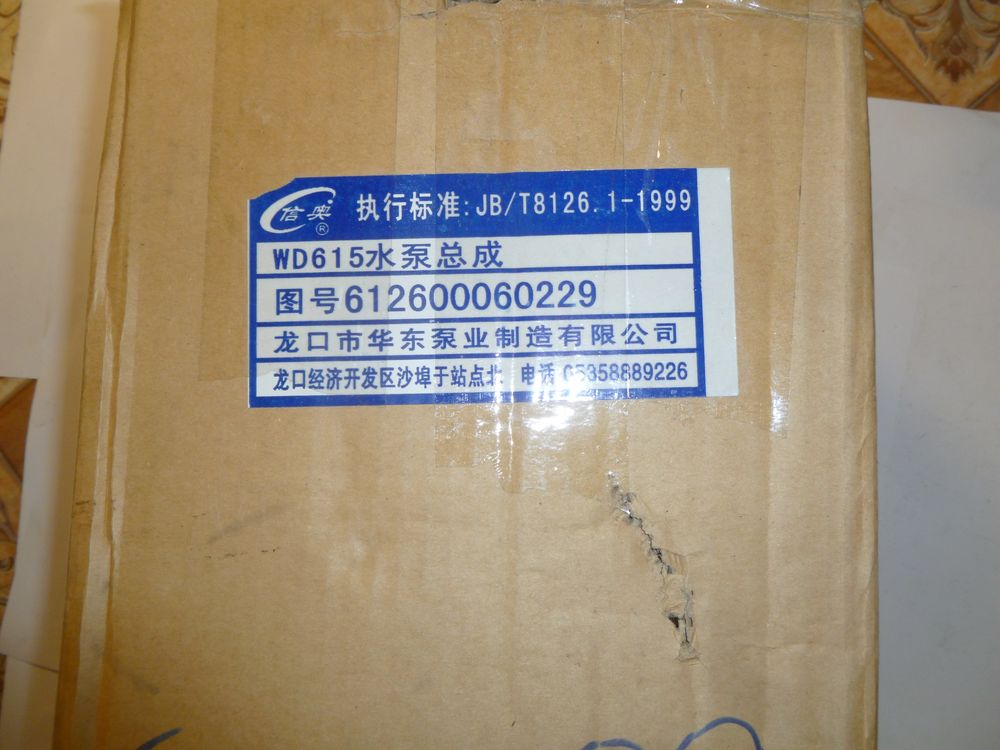 信奥® 执行标准:JB/T8126.1-1999
WD615水泵总成
图号612600060229
龙口市华东泵业制造有限公司
龙口经济开发区沙埠于站点北 电话 05358889226